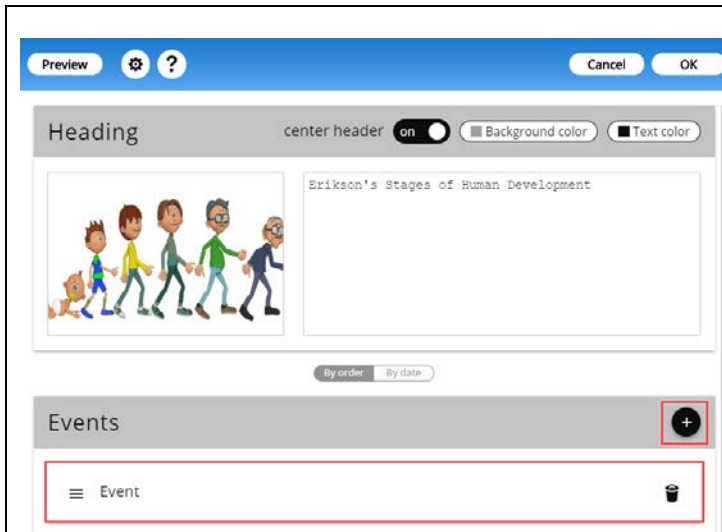 Preview ? Cancel OK
Heading center header on Background color Text color
Erikson's Stages of Human Development
By order By date
Events +
Event